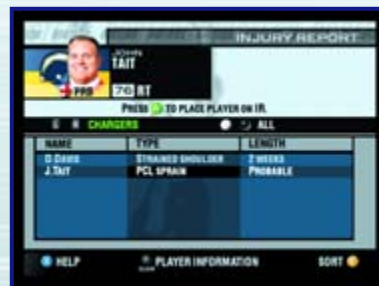 INJURY REPORT
JOHN
TAIT
PRB 76 RT
PRESS TO PLACE PLAYER ON IR.
CHARGERS ALL
NAME TYPE LENGTH
D.DAVIS STRAINED SHOULDER 2 WEEKS
J.TAIT PCL SPRAIN PROBABLE
HELP PLAYER INFORMATION SORT